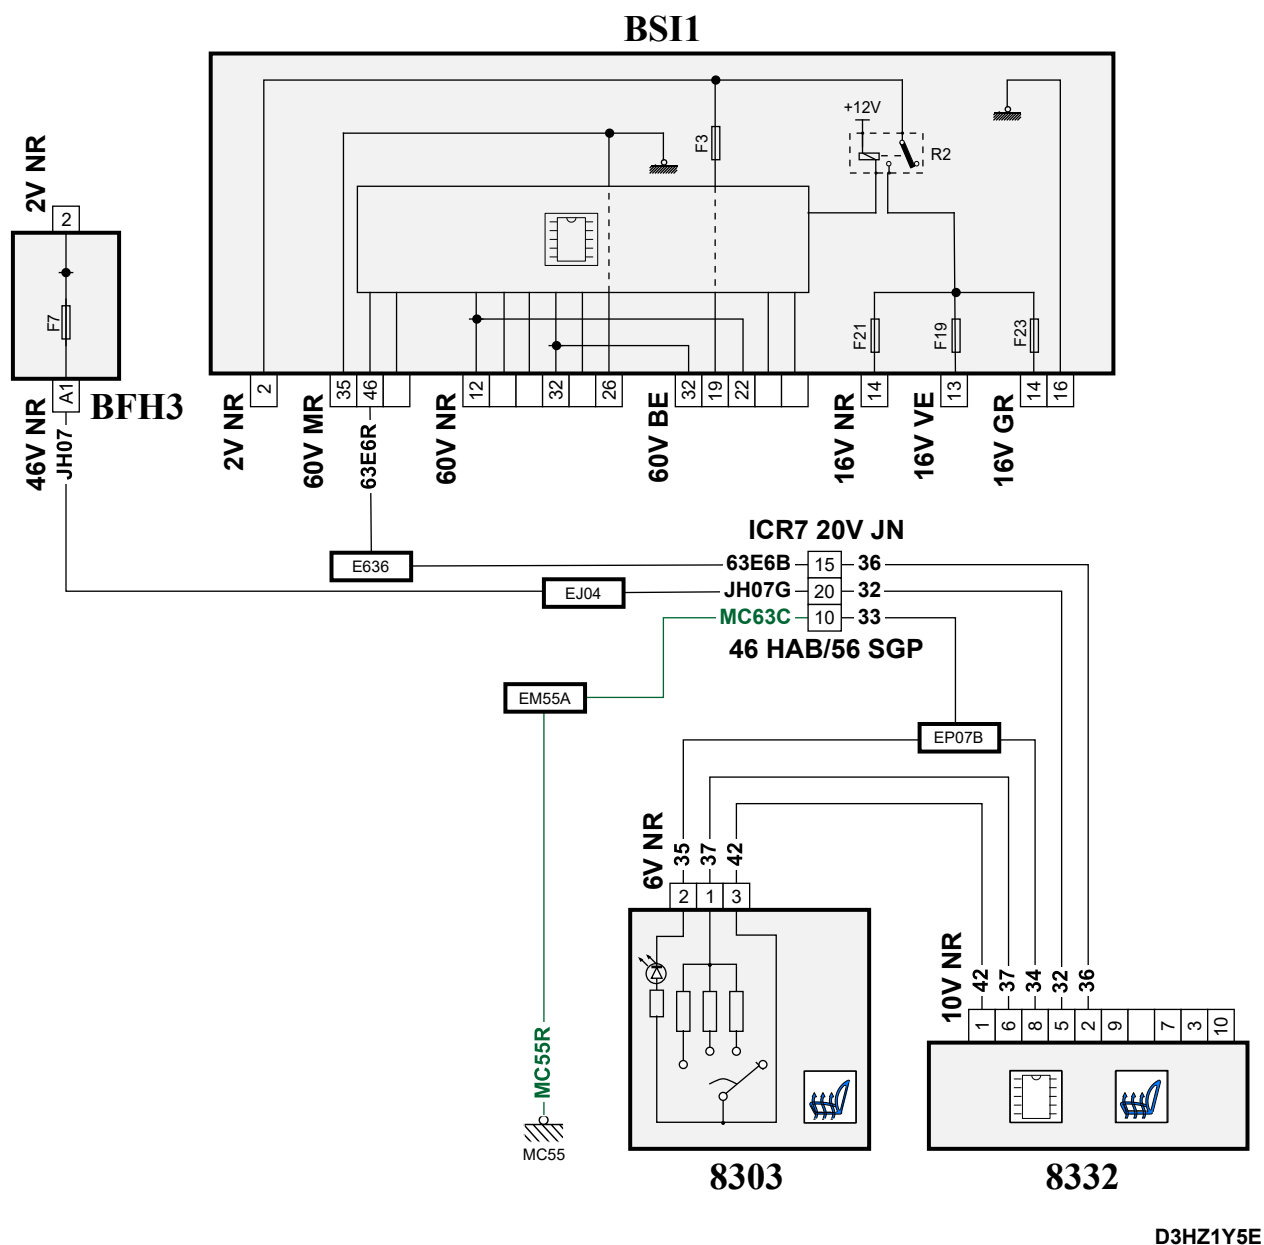 BSI1
+12V
F3
R2
2V NR
2
F7
F21
F19
F23
A1
BFH3
46V NR
JH07
2
35
46
12
32
26
32
19
22
14
13
14
16
2V NR
60V MR
63E6R
60V NR
60V BE
16V NR
16V VE
16V GR
ICR7 20V JN
E636
63E6B
15
36
EJ04
JH07G
20
32
MC63C
10
33
46 HAB/56 SGP
EM55A
EP07B
6V NR
35
37
42
2
1
3
10V NR
42
37
34
32
36
1
6
8
5
2
9
7
3
10
MC55R
MC55
8303
8332
D3HZ1Y5E